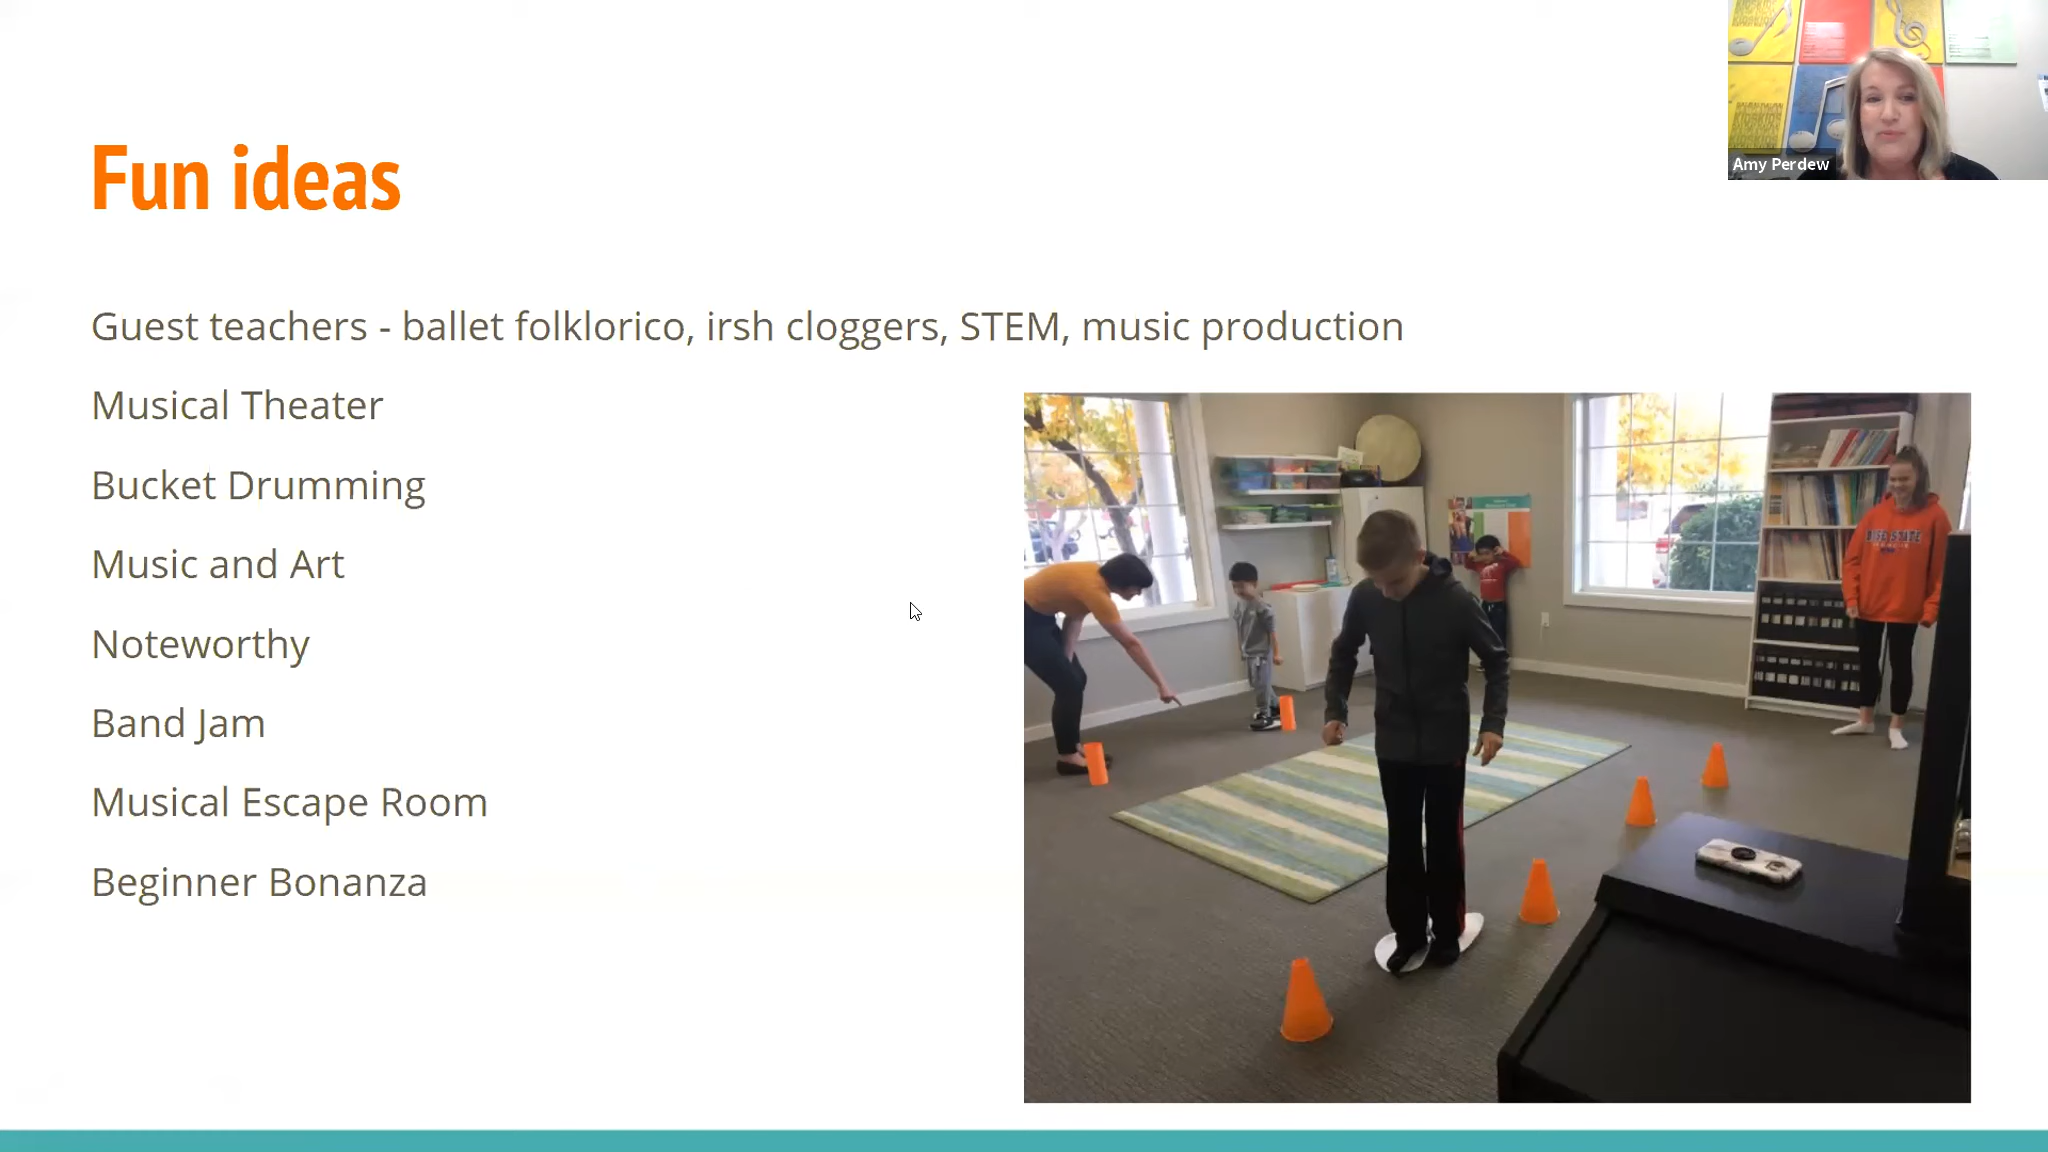 Fun ideas
Amy Perdew
Guest teachers - ballet folklorico, irsh cloggers, STEM, music production
Musical Theater
Bucket Drumming
Music and Art
Noteworthy
Band Jam
Musical Escape Room
Beginner Bonanza